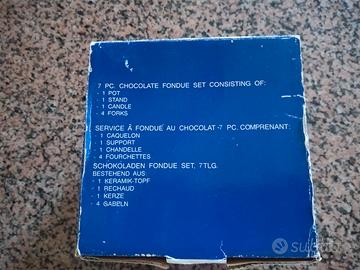 7 PC. CHOCOLATE FONDUE SET CONSISTING OF:
- 1 POT
- 1 STAND
- 1 CANDLE
- 4 FORKS
SERVICE À FONDUE AU CHOCOLAT -7 PC. COMPRENANT:
- 1 CAQUELON
- 1 SUPPORT
- 1 CHANDELLE
- 4 FOURCHETTES
SCHOKOLADEN FONDUE SET, 7TLG.
BESTEHEND AUS:
- 1 KERAMIK-TOPF
- 1 RECHAUD
- 1 KERZE
- 4 GABELN
subito